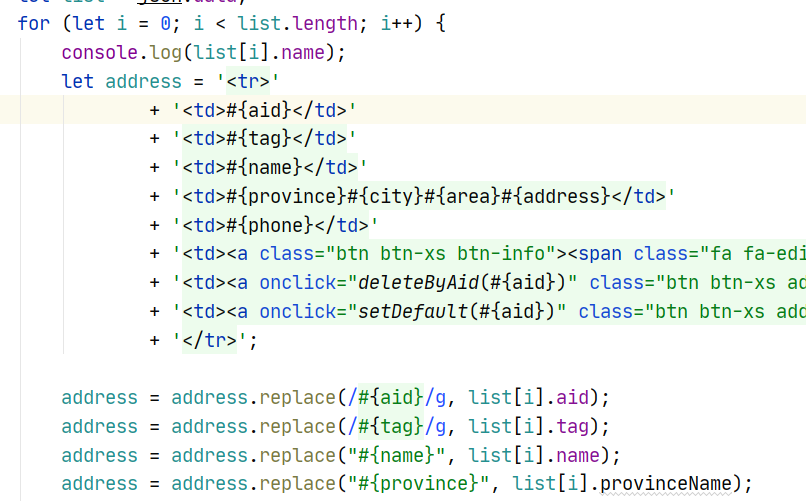 for (let i = 0; i < list.length; i++) {
console.log(list[i].name);
let address = '<tr>'
+ '<td>#{aid}</td>'
+ '<td>#{tag}</td>'
+ '<td>#{name}</td>'
+ '<td>#{province}#{city}#{area}#{address}</td>'
+ '<td>#{phone}</td>'
+ '<td><a class="btn btn-xs btn-info"><span class="fa fa-edi
+ '<td><a onclick="deleteByAid(#{aid})" class="btn btn-xs ad
+ '<td><a onclick="setDefault(#{aid})" class="btn btn-xs add
+ '</tr>';
address = address.replace(/#{aid}/g, list[i].aid);
address = address.replace(/#{tag}/g, list[i].tag);
address = address.replace("#{name}", list[i].name);
address = address.replace("#{province}", list[i].provinceName);